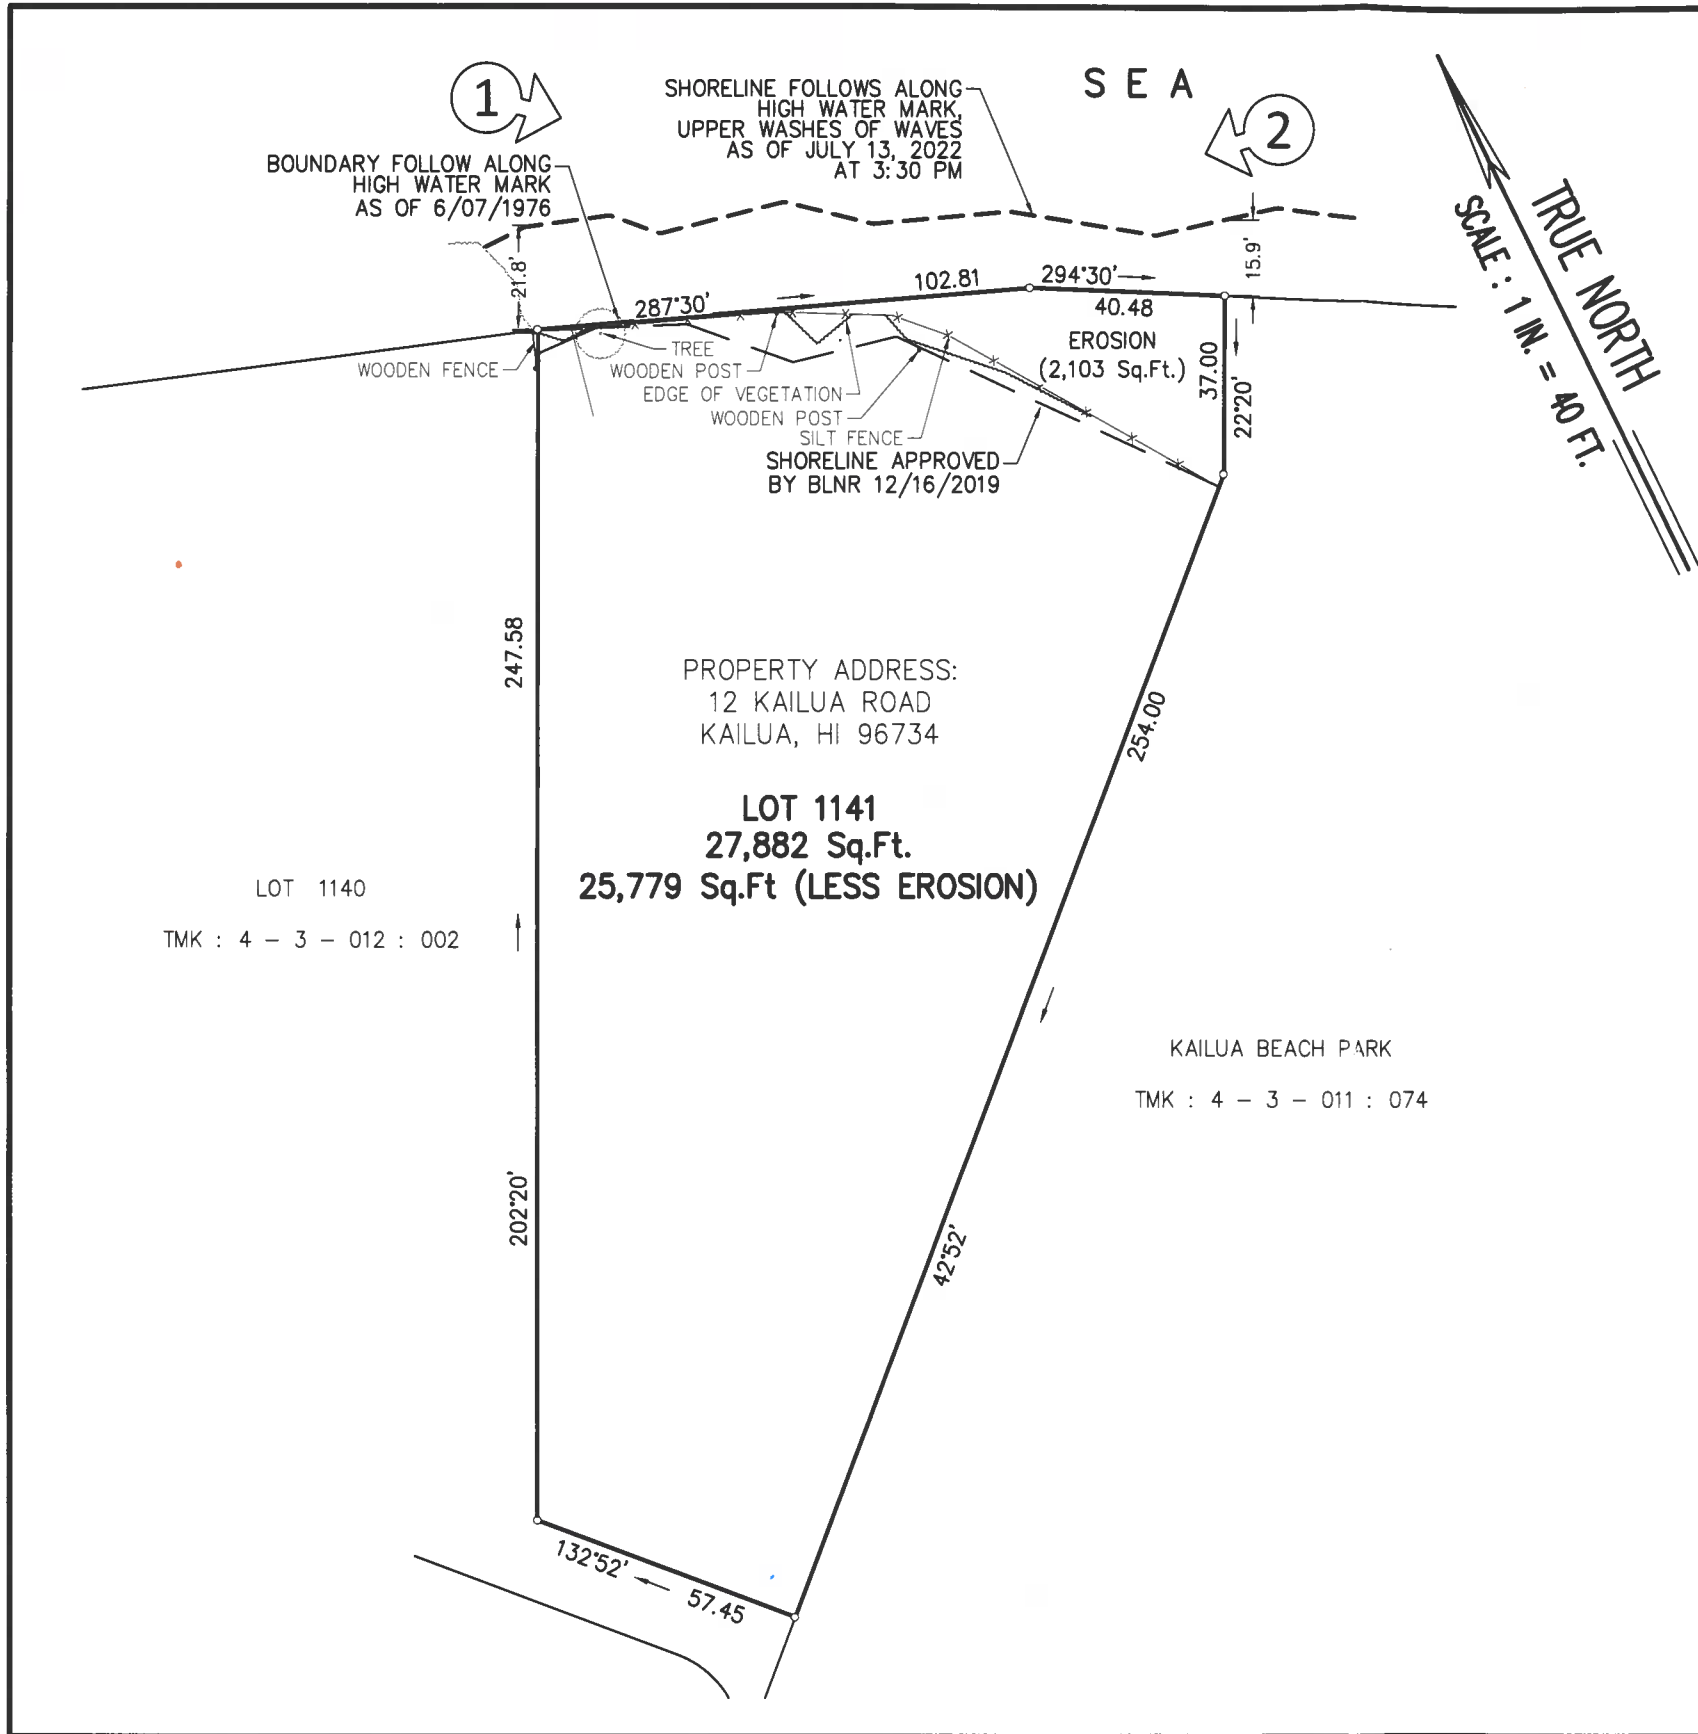 SEA
1
SHORELINE FOLLOWS ALONG
HIGH WATER MARK,
UPPER WASHES OF WAVES
AS OF JULY 13, 2022
AT 3:30 PM
2
BOUNDARY FOLLOW ALONG
HIGH WATER MARK
AS OF 6/07/1976
TRUE NORTH
SCALE : 1 IN. = 40 FT.
21.8'
15.9'
287°30'
102.81
294°30'
40.48
EROSION
(2,103 Sq.Ft.)
37.00
22°20'
WOODEN FENCE
TREE
WOODEN POST
EDGE OF VEGETATION
WOODEN POST
SILT FENCE
SHORELINE APPROVED
BY BLNR 12/16/2019
247.58
PROPERTY ADDRESS:
12 KAILUA ROAD
KAILUA, HI 96734
254.00
LOT 1141
27,882 Sq.Ft.
25,779 Sq.Ft (LESS EROSION)
LOT 1140
TMK : 4 - 3 - 012 : 002
KAILUA BEACH PARK
TMK : 4 - 3 - 011 : 074
202°20'
42°52'
132°52'
57.45